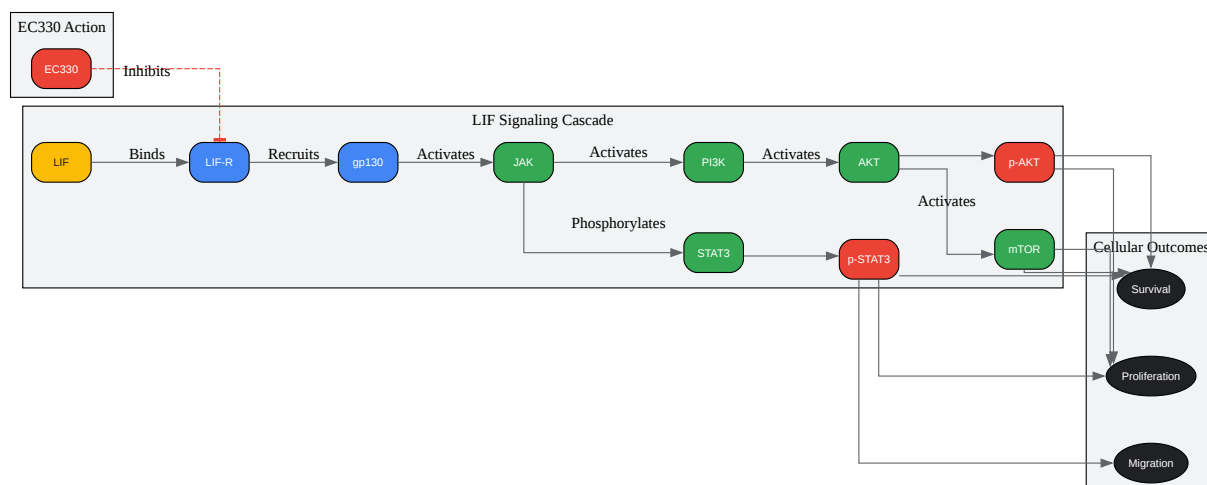 EC330 Action
EC330
Inhibits
LIF Signaling Cascade
LIF
Binds
LIF-R
Recruits
gp130
Activates
JAK
Activates
PI3K
Activates
AKT
p-AKT
Activates
Phosphorylates
STAT3
p-STAT3
mTOR
Cellular Outcomes
Survival
Proliferation
Migration